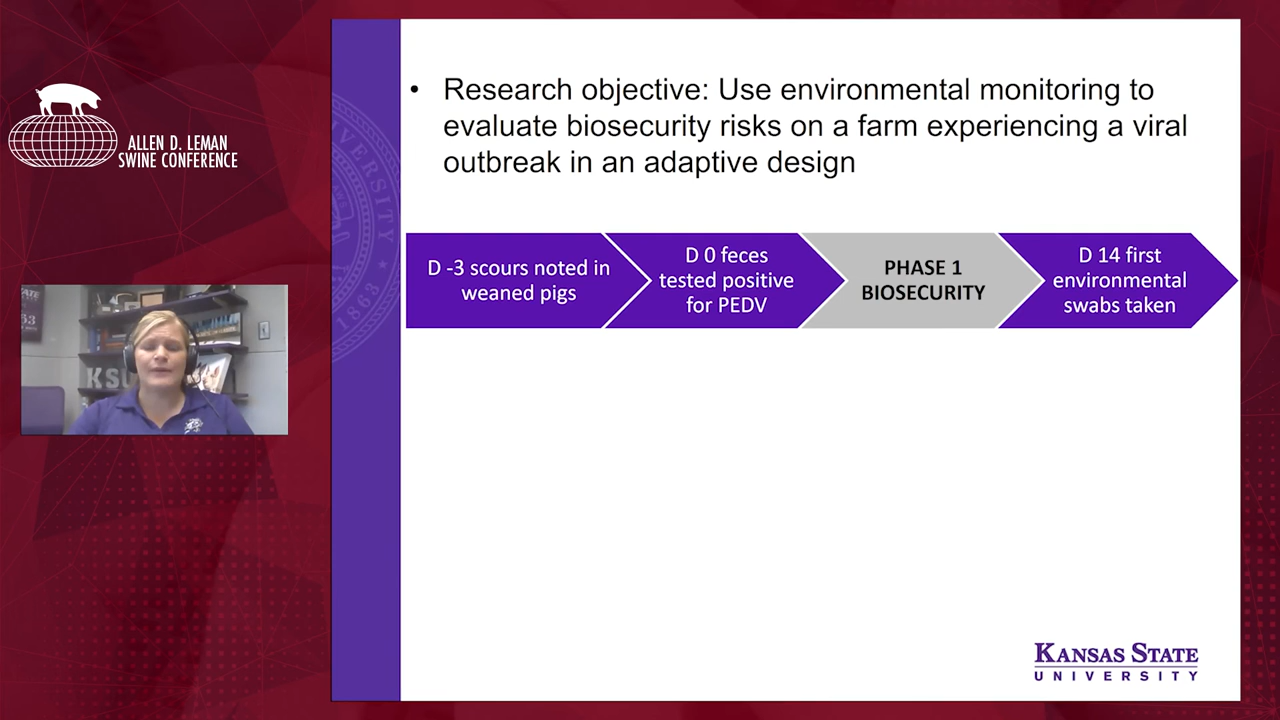 ALLEN D. LEMAN
SWINE CONFERENCE
• Research objective: Use environmental monitoring to
evaluate biosecurity risks on a farm experiencing a viral
outbreak in an adaptive design
D -3 scours noted in
weaned pigs
D 0 feces
tested positive
for PEDV
PHASE 1
BIOSECURITY
D 14 first
environmental
swabs taken
KSU
KANSAS STATE
UNIVERSITY